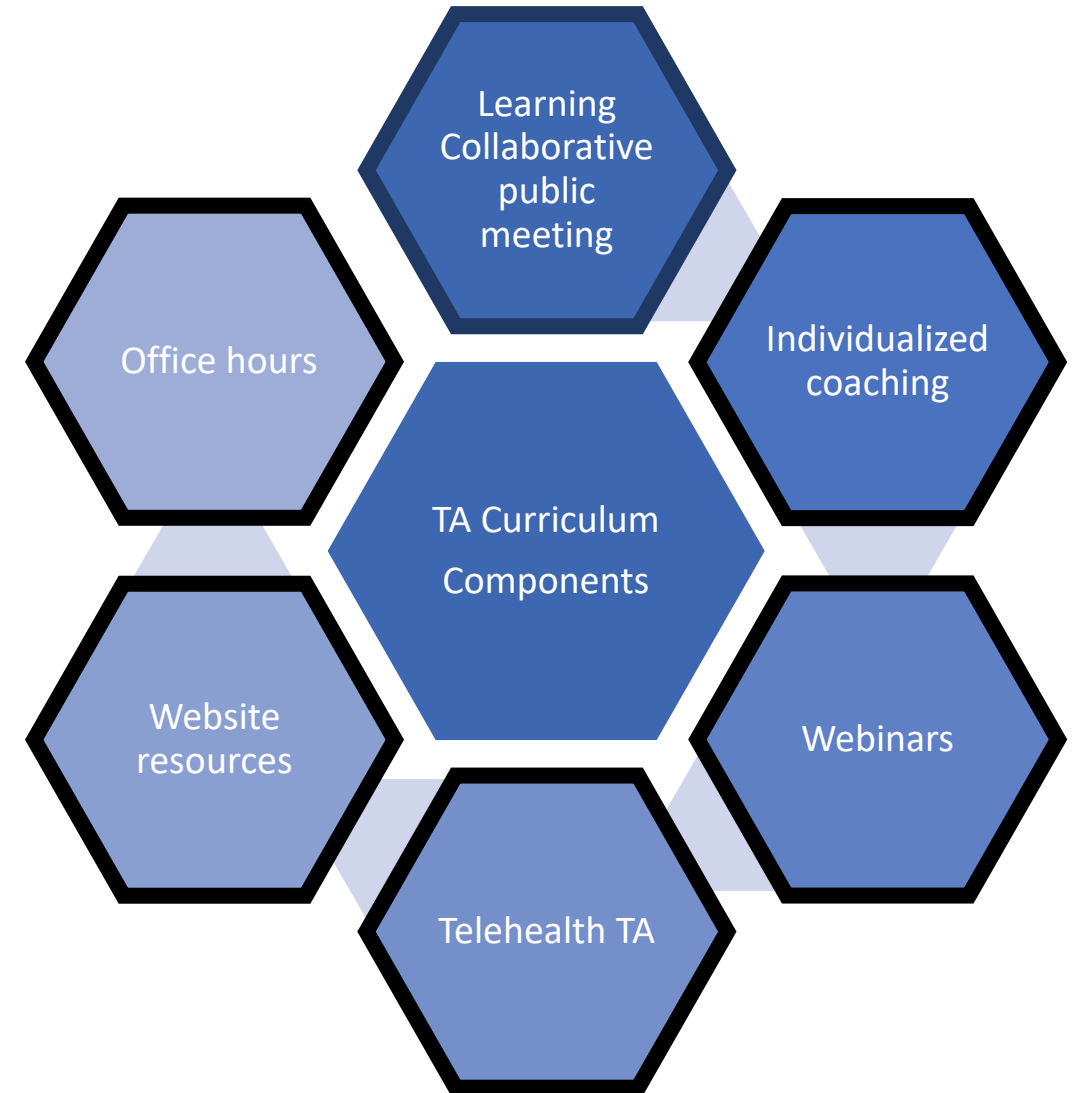 Learning
Collaborative
public
meeting
Individualized
coaching
Webinars
Telehealth TA
Website
resources
Office hours
TA Curriculum
Components